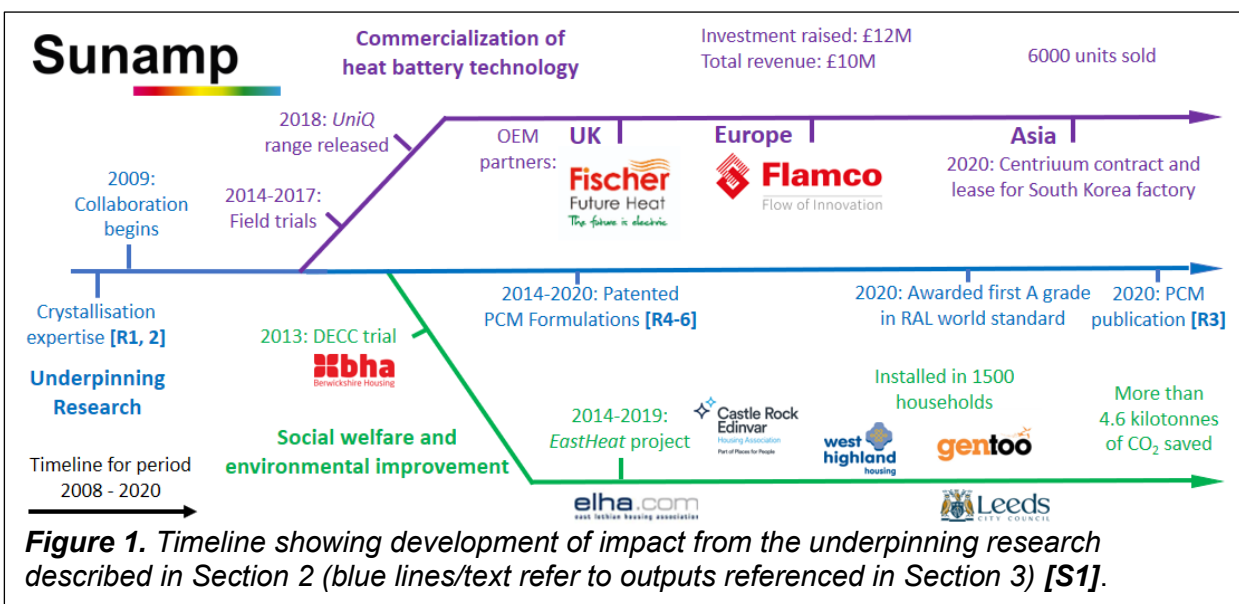 Sunamp
Commercialization of
heat battery technology
Investment raised: £12M
Total revenue: £10M
6000 units sold
2018: UniQ
range released
OEM
partners:
UK
Europe
Asia
Fischer
Future Heat
The future is electric
Flamco
Flow of Innovation
2020: Centriuum contract and
lease for South Korea factory
2014-2017:
Field trials
2009:
Collaboration
begins
Crystallisation
expertise [R1, 2]
Underpinning
Research
2014-2020: Patented
PCM Formulations [R4-6]
2020: Awarded first A grade
in RAL world standard
2020: PCM
publication [R3]
2013: DECC trial
bha
Berwickshire Housing
Social welfare and
environmental improvement
2014-2019:
EastHeat project
Castle Rock
Edinvar
Housing Association
Part of Places for People
Installed in 1500
households
west
highland
housing
gentoo
More than
4.6 kilotonnes
of CO2 saved
elha.com
east lothian housing association
Leeds
CITY COUNCIL
Timeline for period
2008 - 2020
Figure 1. Timeline showing development of impact from the underpinning research
described in Section 2 (blue lines/text refer to outputs referenced in Section 3) [S1].